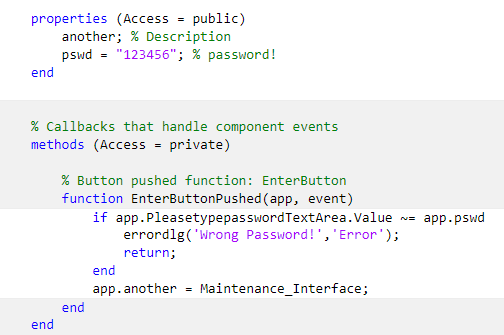 properties (Access = public)
another; % Description
pswd = "123456"; % password!
end
% Callbacks that handle component events
methods (Access = private)
% Button pushed function: EnterButton
function EnterButtonPushed(app, event)
if app.PleasetypepasswordTextArea.Value ~= app.pswd
errordlg('Wrong Password!','Error');
return;
end
app.another = Maintenance_Interface;
end
end